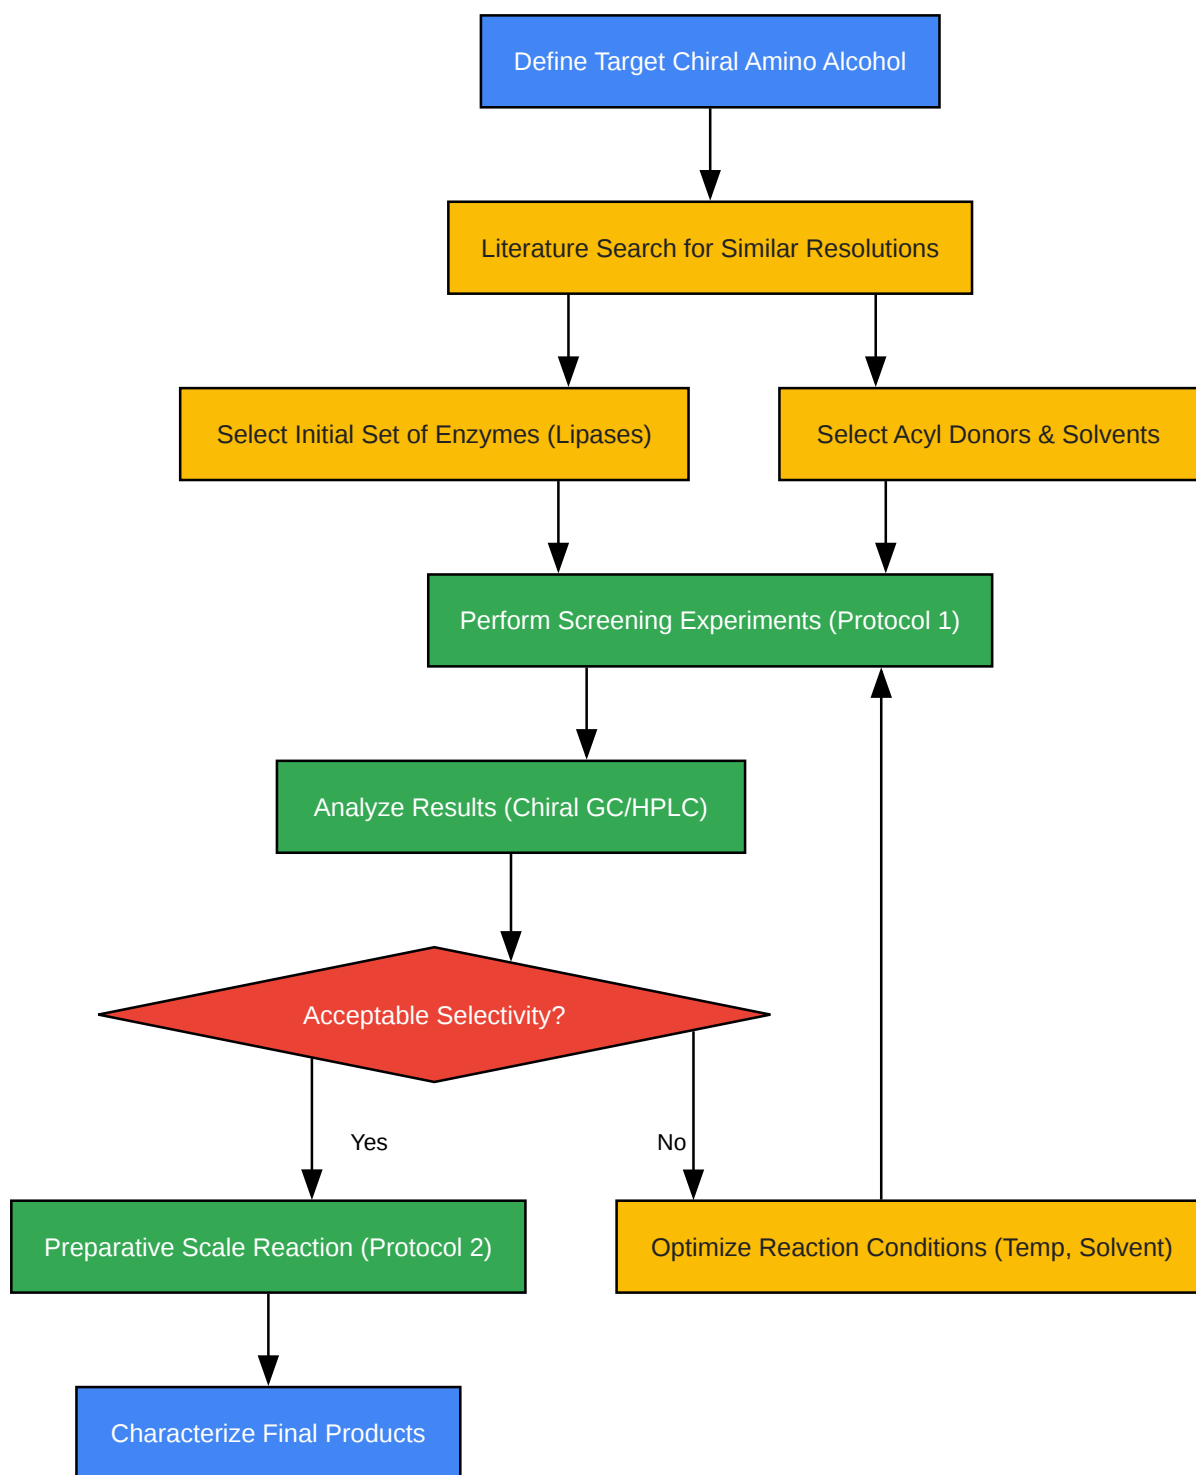 Define Target Chiral Amino Alcohol
Literature Search for Similar Resolutions
Select Initial Set of Enzymes (Lipases)
Select Acyl Donors & Solvents
Perform Screening Experiments (Protocol 1)
Analyze Results (Chiral GC/HPLC)
Acceptable Selectivity?
Yes
No
Preparative Scale Reaction (Protocol 2)
Optimize Reaction Conditions (Temp, Solvent)
Characterize Final Products